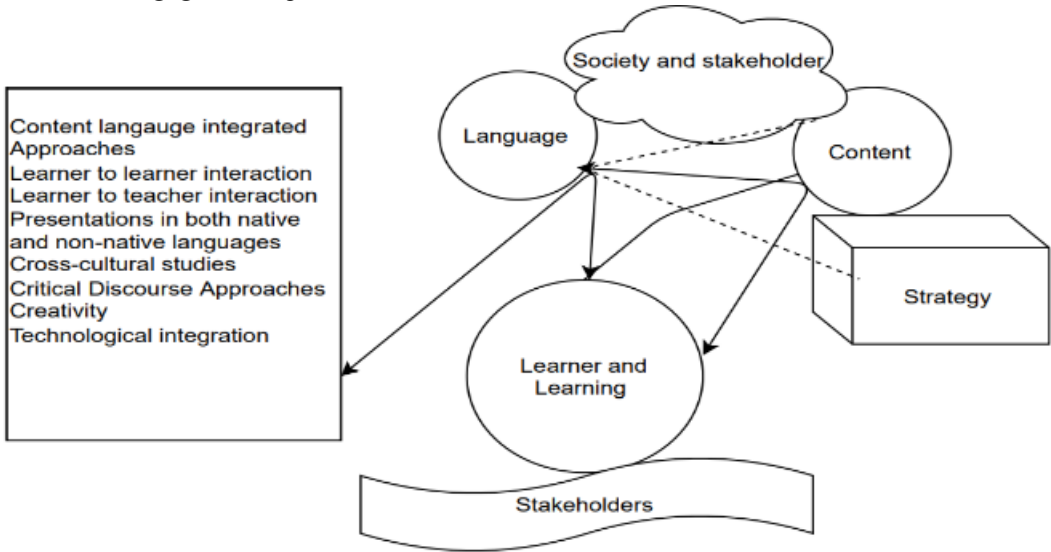 Society and stakeholder
Language
Content
Content langauge integrated
Approaches
Learner to learner interaction
Learner to teacher interaction
Presentations in both native
and non-native languages
Cross-cultural studies
Critical Discourse Approaches
Creativity
Technological integration
Strategy
Learner and
Learning
Stakeholders